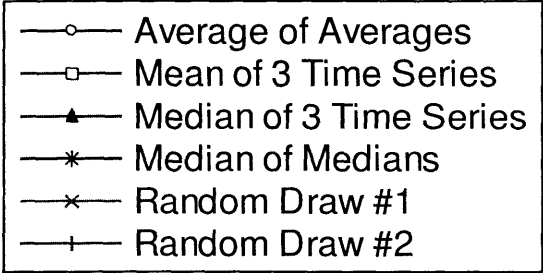 Average of Averages
Mean of 3 Time Series
Median of 3 Time Series
Median of Medians
Random Draw #1
Random Draw #2